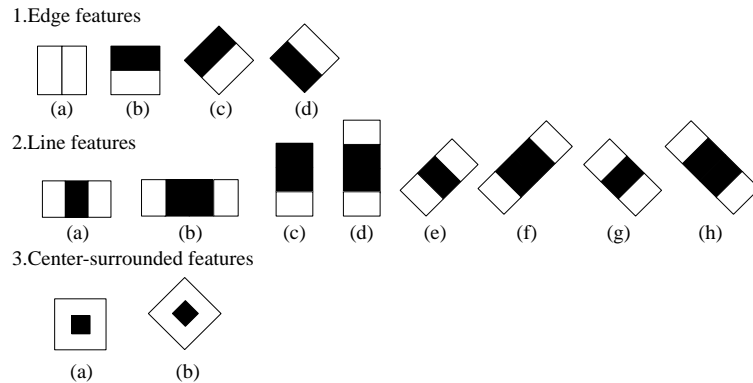 1.Edge features
(a) (b) (c) (d)
2.Line features
(a) (b) (c) (d) (e) (f) (g) (h)
3.Center-surrounded features
(a) (b)